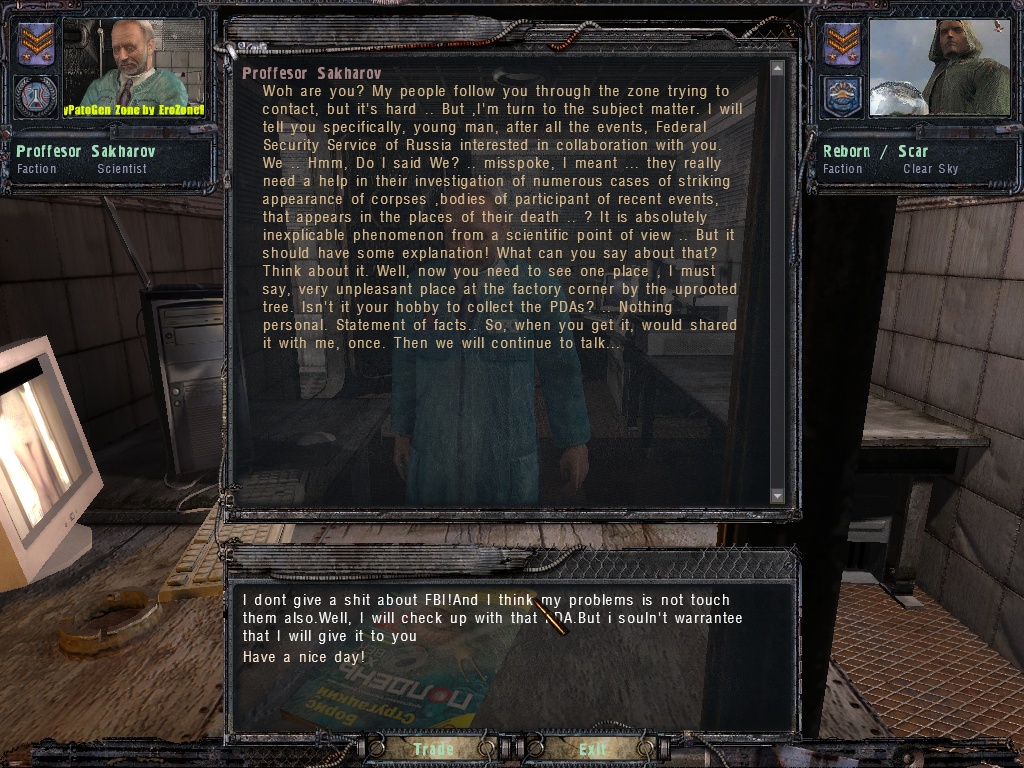 Proffesor Sakharov
Woh are you? My people follow you through the zone trying to
contact, but it's hard .. But ,I'm turn to the subject matter. I will
tell you specifically, young man, after all the events, Federal
Security Service of Russia interested in collaboration with you.
We .. Hmm, Do I said We? .. misspoke, I meant ... they really
need a help in their investigation of numerous cases of striking
appearance of corpses ,bodies of participant of recent events,
that appears in the places of their death .. ? It is absolutely
inexplicable phenomenon from a scientific point of view .. But it
should have some explanation! What can you say about that?
Think about it. Well, now you need to see one place , I must
say, very unpleasant place at the factory corner by the uprooted
tree. Isn't it your hobby to collect the PDAs? .. Nothing
personal. Statement of facts.. So, when you get it, would shared
it with me, once. Then we will continue to talk...
vPatoGen Zone by EroZone!
Proffesor Sakharov
Faction Scientist
Reborn / Scar
Faction Clear Sky
I dont give a shit about FBI!And I think my problems is not touch
them also.Well, I will check up with that PDA.But i souln't warrantee
that I will give it to you
Have a nice day!
ПОЛДЕНЬ
Борис
Стругацкий
Trade
Exit